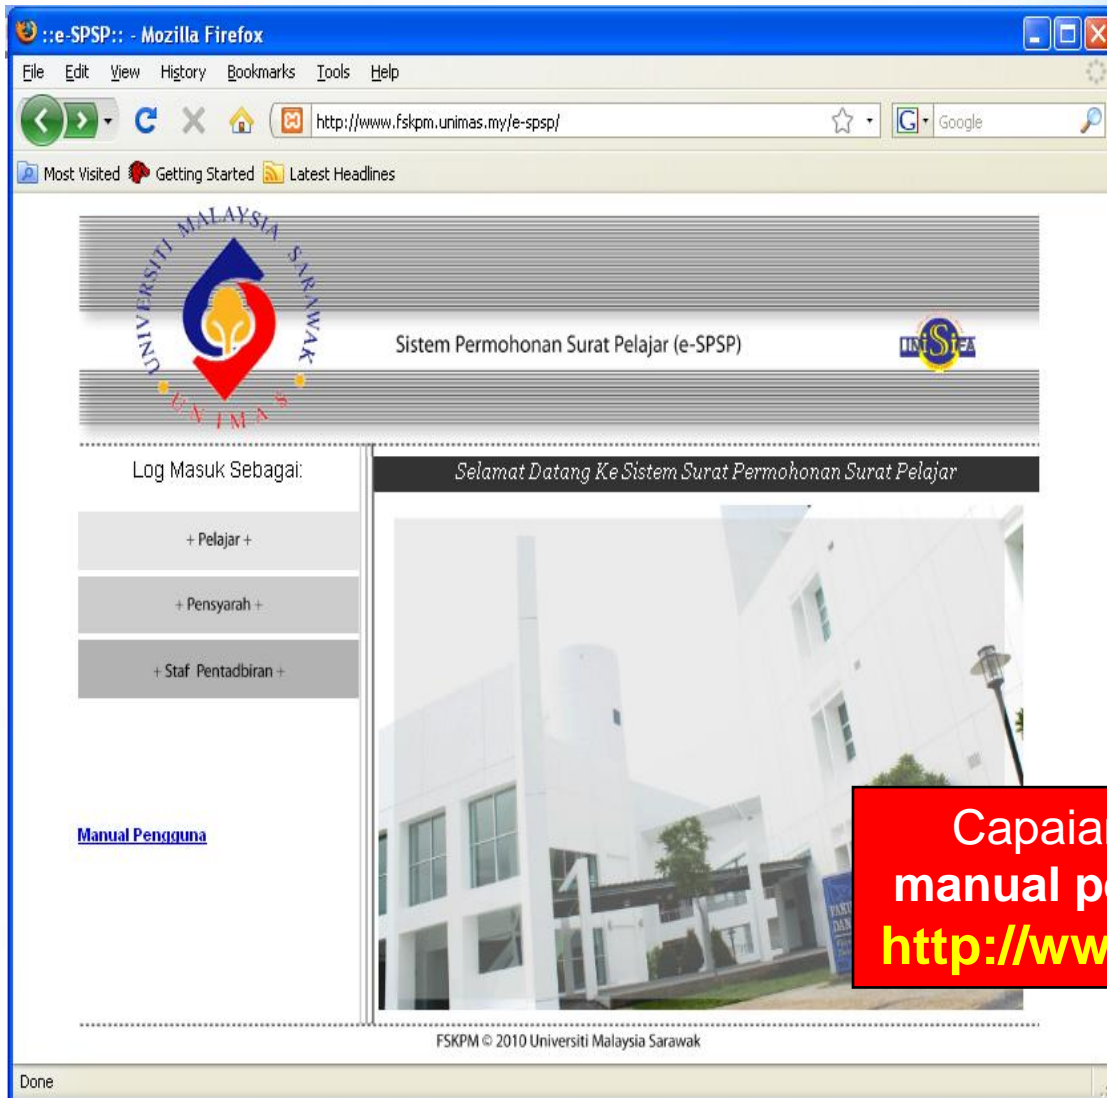 ::e-SPSP:: - Mozilla Firefox
File Edit View History Bookmarks Tools Help
http://www.fskpm.unimas.my/e-spsp/
G Google
Most Visited Getting Started Latest Headlines
UNIVERSITI MALAYSIA SARAWAK
UNIMAS
Sistem Permohonan Surat Pelajar (e-SPSP)
UNiSiFA
Log Masuk Sebagai:
Selamat Datang Ke Sistem Surat Permohonan Surat Pelajar
+ Pelajar +
+ Pensyarah +
+ Staf Pentadbiran +
Manual Pengguna
Capaian
manual
http://ww
FSKPM © 2010 Universiti Malaysia Sarawak
Done